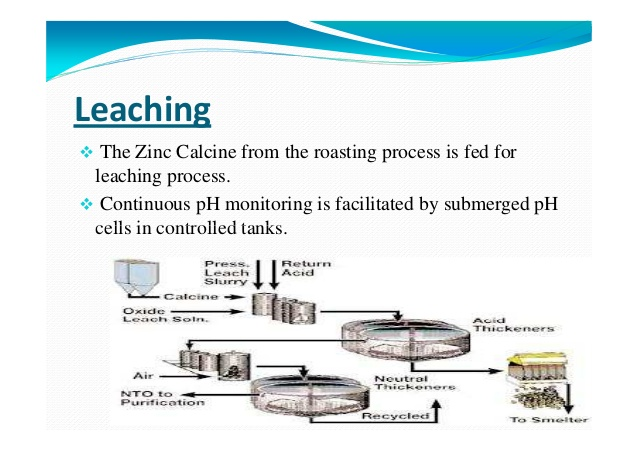 Leaching
The Zinc Calcine from the roasting process is fed for
leaching process.
Continuous pH monitoring is facilitated by submerged pH
cells in controlled tanks.
Press. Return
Leach Acid
Slurry
Calcine
Oxide
Leach Soln.
Acid
Thickeners
Air
Neutral
Thickeners
NTO to
Purification
Recycled
To Smelter